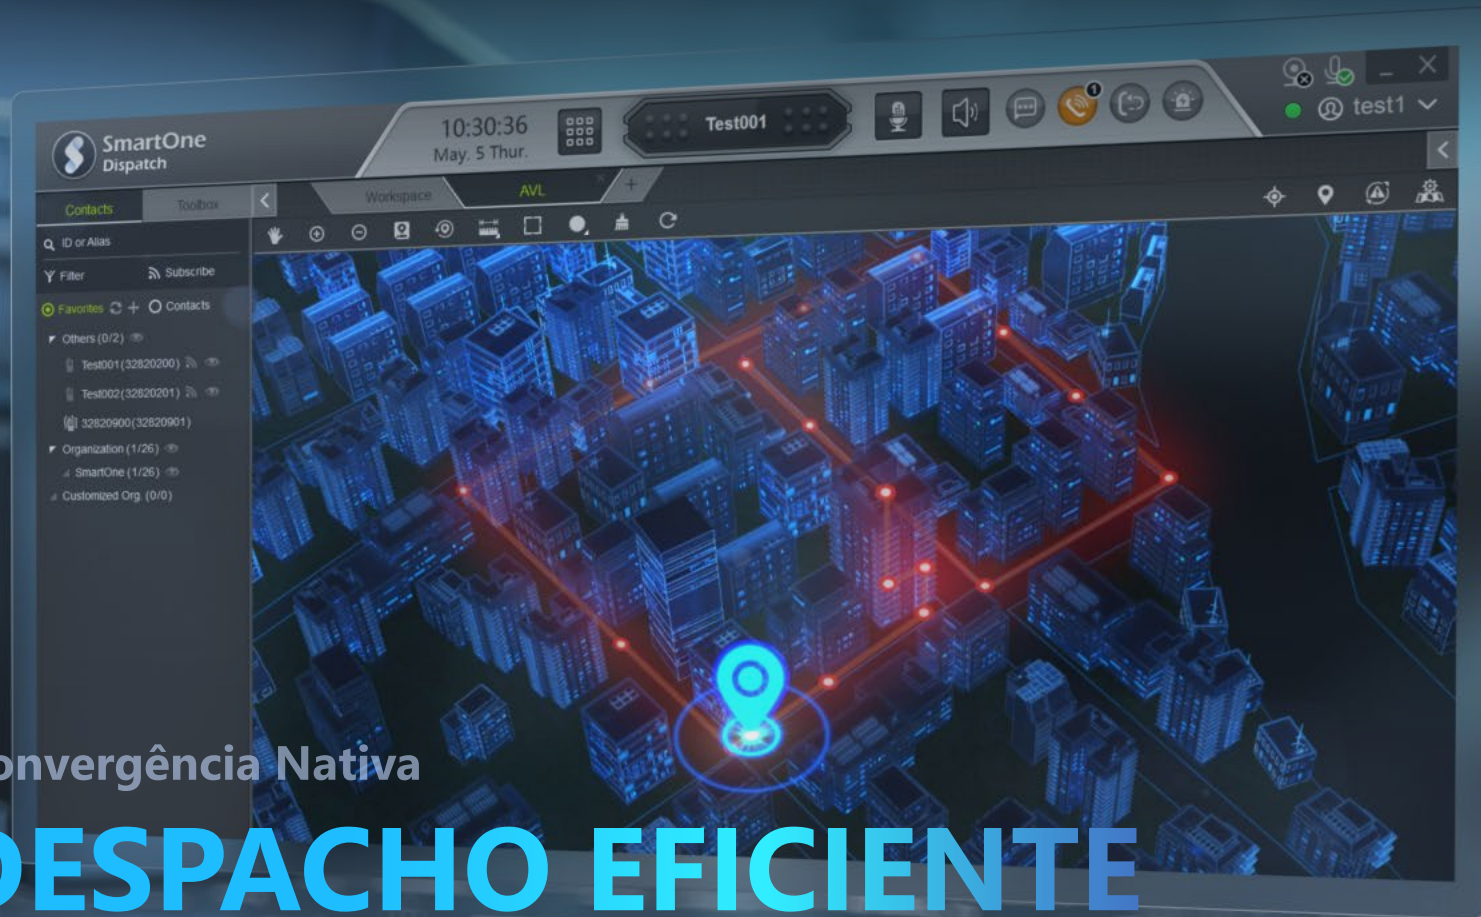 SmartOne
Dispatch
10:30:36
May. 5 Thur.
Test001
1
test1
Contacts
Toolbox
Workspace
AVL
ID or Alias
Filter
Subscribe
Favorites
Contacts
Others (0/2)
Test001(32820200)
Test002(32820201)
32820900(32820901)
Organization (1/26)
SmartOne (1/26)
Customized Org. (0/0)
onvergência Nativa
DESPACHO EFICIENTE